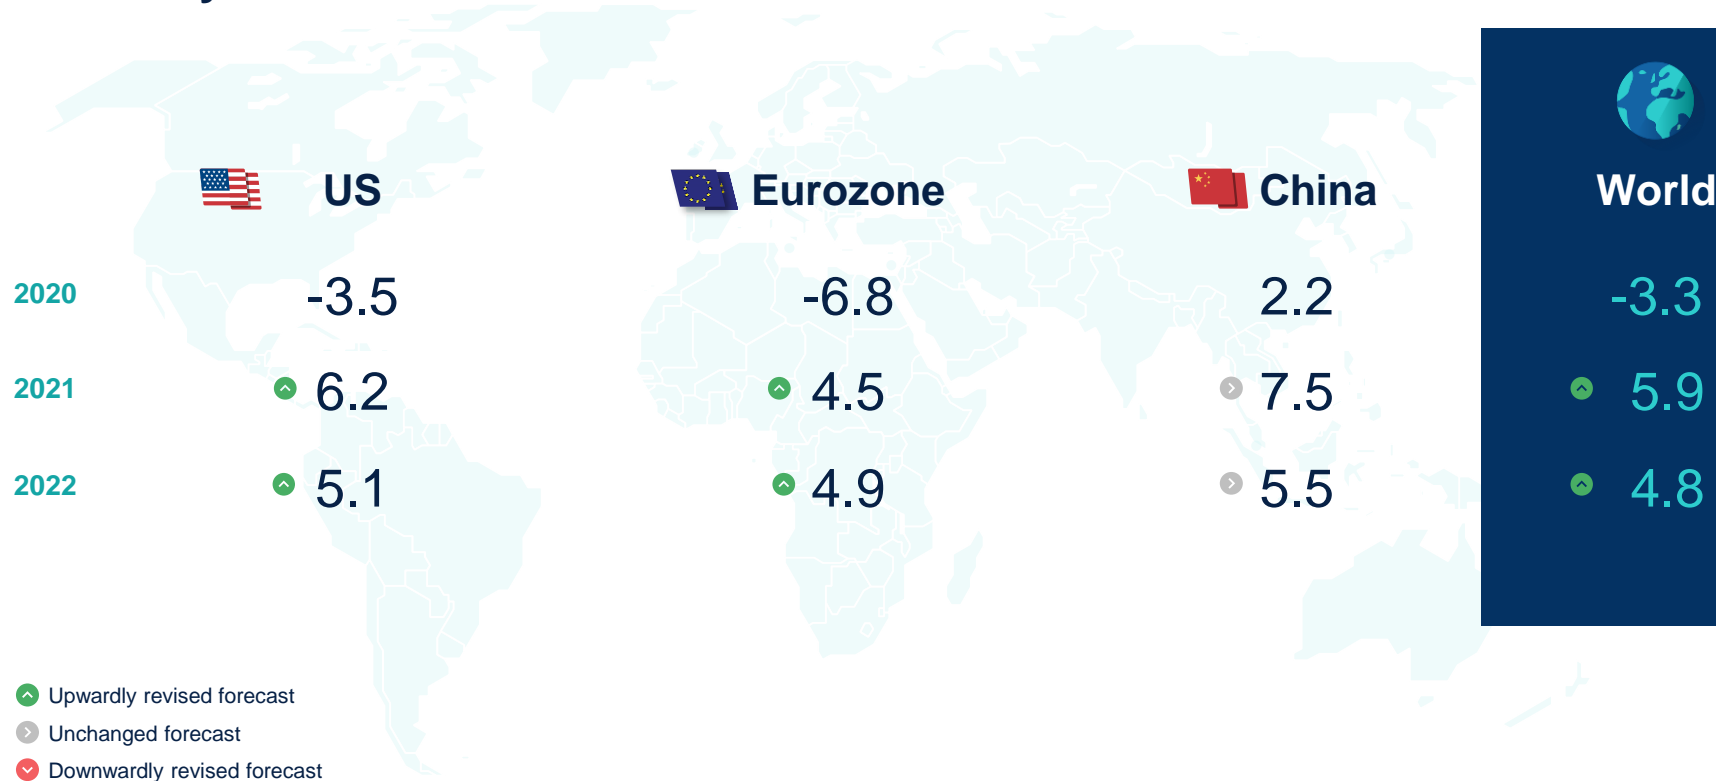 US Eurozone China World
2020 -3.5 -6.8 2.2 -3.3
2021 6.2 4.5 7.5 5.9
2022 5.1 4.9 5.5 4.8
Upwardly revised forecast
Unchanged forecast
Downwardly revised forecast